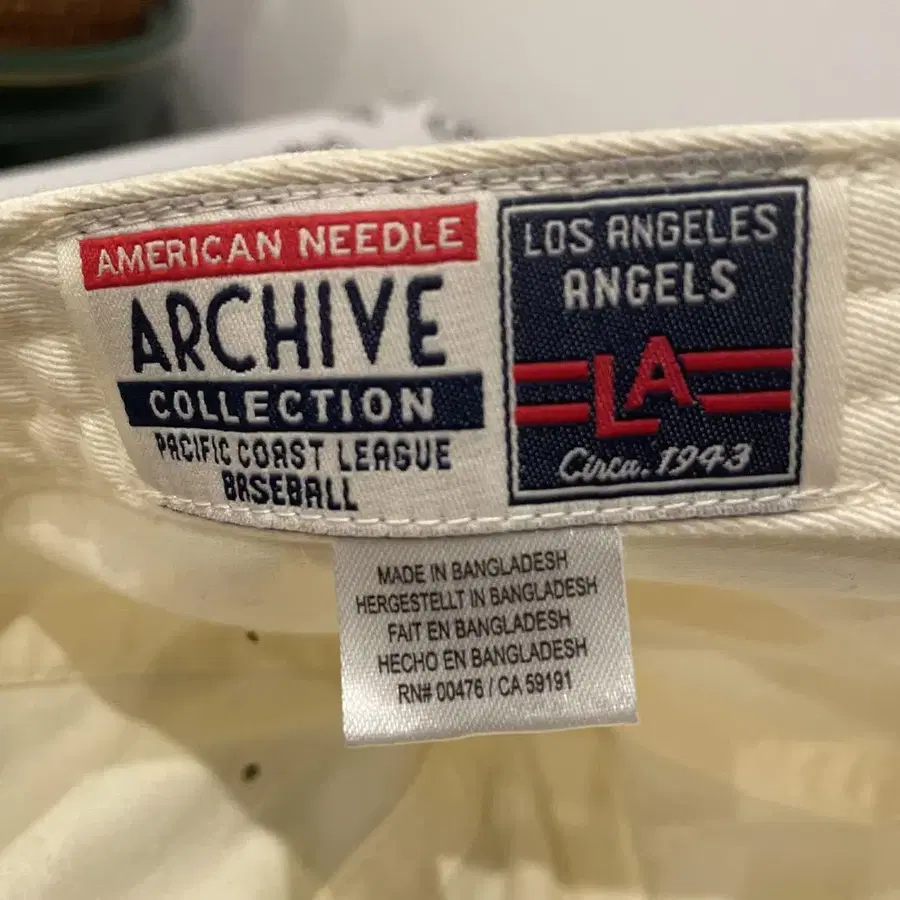 AMERICAN NEEDLE
ARCHIVE
COLLECTION
PACIFIC COAST LEAGUE
BASEBALL
LOS ANGELES
ANGELS
LA
Circa. 1943
MADE IN BANGLADESH
HERGESTELLT IN BANGLADESH
FAIT EN BANGLADESH
HECHO EN BANGLADESH
RN# 00476 / CA 59191